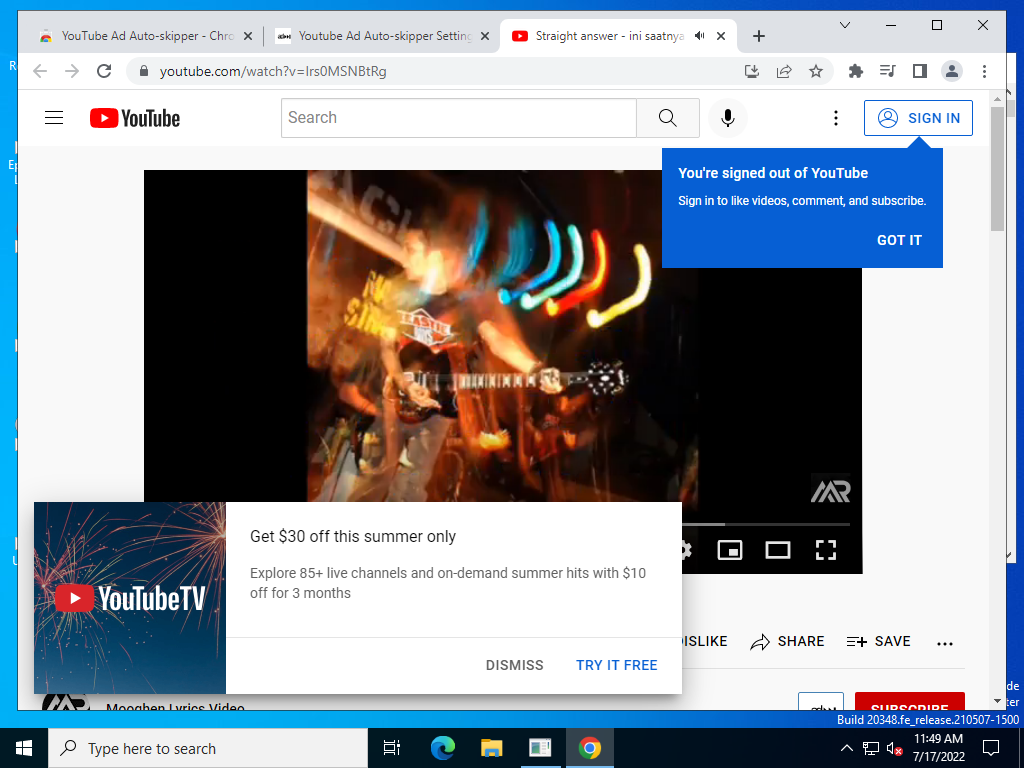 YouTube Ad Auto-skipper - Chro
Youtube Ad Auto-skipper Setting
Straight answer - ini saatnya
youtube.com/watch?v=Irs0MSNBtRg
YouTube
Search
SIGN IN
You're signed out of YouTube
Sign in to like videos, comment, and subscribe.
GOT IT
MR
Get $30 off this summer only
Explore 85+ live channels and on-demand summer hits with $10
off for 3 months
YouTubeTV
DISMISS
TRY IT FREE
DISLIKE
SHARE
SAVE
Mooghen Lyrics Video
SUBSCRIBE
Build 20348.fe_release.210507-1500
Type here to search
11:49 AM
7/17/2022